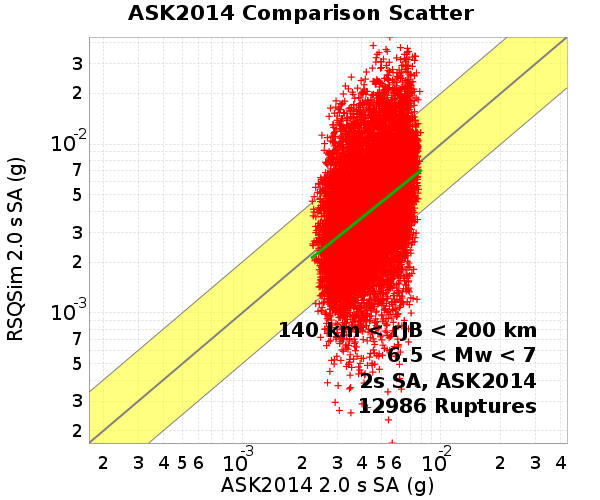 ASK2014 Comparison Scatter
RSQSim 2.0 s SA (g)
3
2
10-2
7
5
3
2
10-3
7
5
3
2
140 km < rJB < 200 km
6.5 < Mw < 7
2s SA, ASK2014
12986 Ruptures
2 3 4 5 6 10-3 2 3 4 5 6 10-2 2 3 4
ASK2014 2.0 s SA (g)